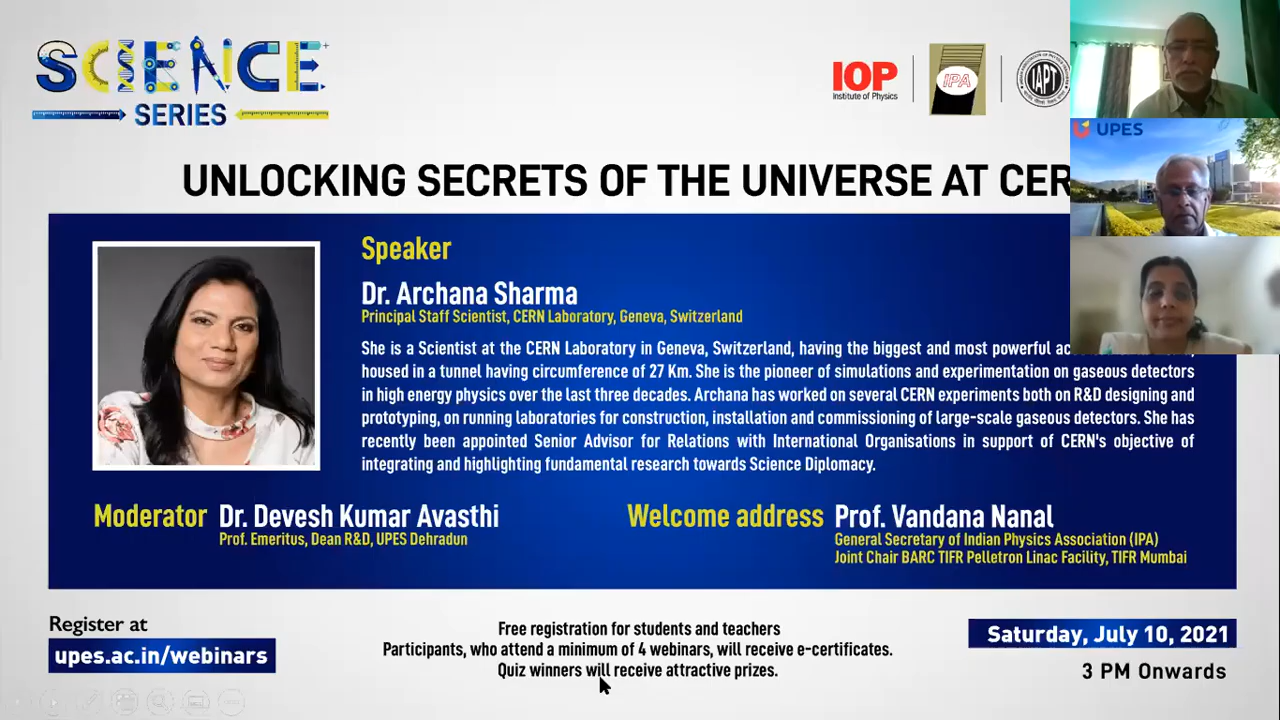 SCIENCE
SERIES
IOP
Institute of Physics
IPA
IAPT
UPES
UNLOCKING SECRETS OF THE UNIVERSE AT CER
Speaker
Dr. Archana Sharma
Principal Staff Scientist, CERN Laboratory, Geneva, Switzerland
She is a Scientist at the CERN Laboratory in Geneva, Switzerland, having the biggest and most powerful
housed in a tunnel having circumference of 27 Km. She is the pioneer of simulations and experimentation on gaseous detectors
in high energy physics over the last three decades. Archana has worked on several CERN experiments both on R&D designing and
prototyping, on running laboratories for construction, installation and commissioning of large-scale gaseous detectors. She has
recently been appointed Senior Advisor for Relations with International Organisations in support of CERN's objective of
integrating and highlighting fundamental research towards Science Diplomacy.
Moderator Dr. Devesh Kumar Avasthi
Prof. Emeritus, Dean R&D, UPES Dehradun
Welcome address Prof. Vandana Nanal
General Secretary of Indian Physics Association (IPA)
Joint Chair BARC TIFR Pelletron Linac Facility, TIFR Mumbai
Register at
upes.ac.in/webinars
Free registration for students and teachers
Participants, who attend a minimum of 4 webinars, will receive e-certificates.
Quiz winners will receive attractive prizes.
Saturday, July 10, 2021
3 PM Onwards